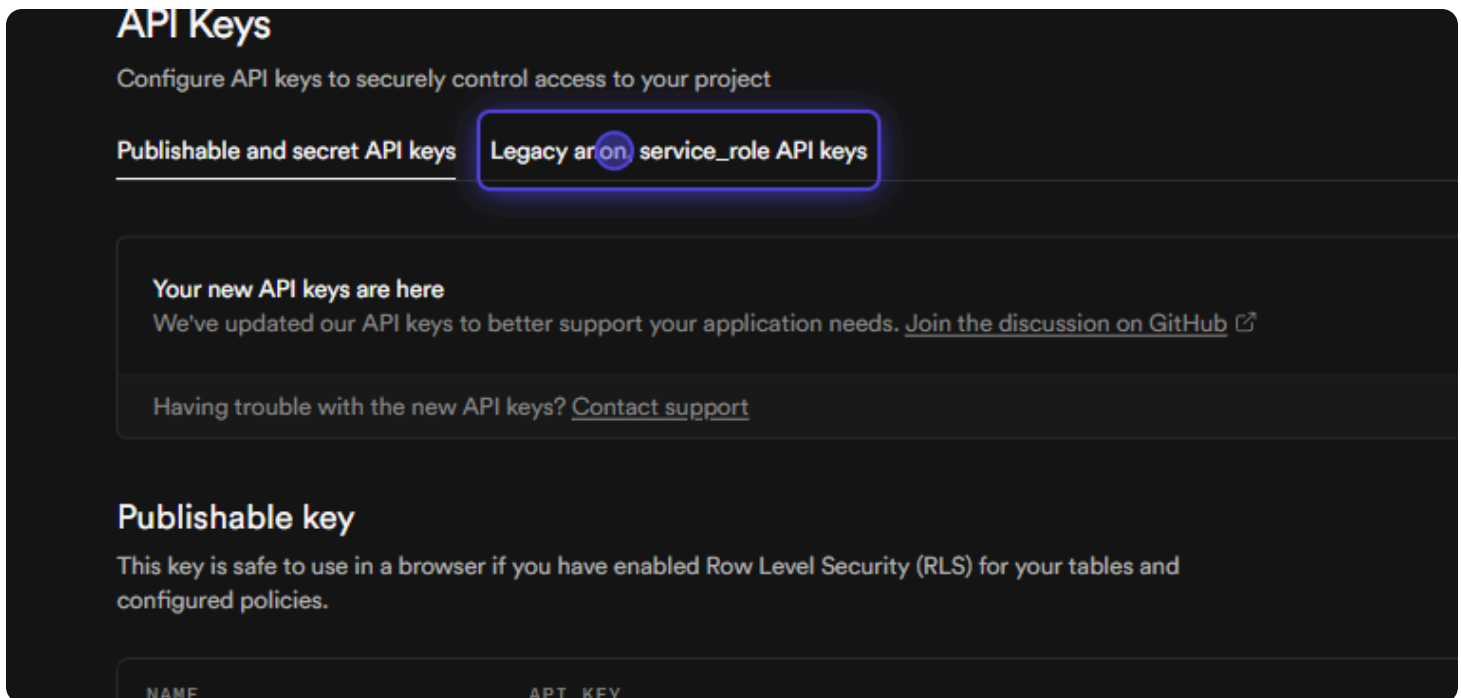 API Keys
Configure API keys to securely control access to your project
Publishable and secret API keys
Legacy anon, service_role API keys
Your new API keys are here
We've updated our API keys to better support your application needs. Join the discussion on GitHub
Having trouble with the new API keys? Contact support
Publishable key
This key is safe to use in a browser if you have enabled Row Level Security (RLS) for your tables and
configured policies.
NAME
API KEY